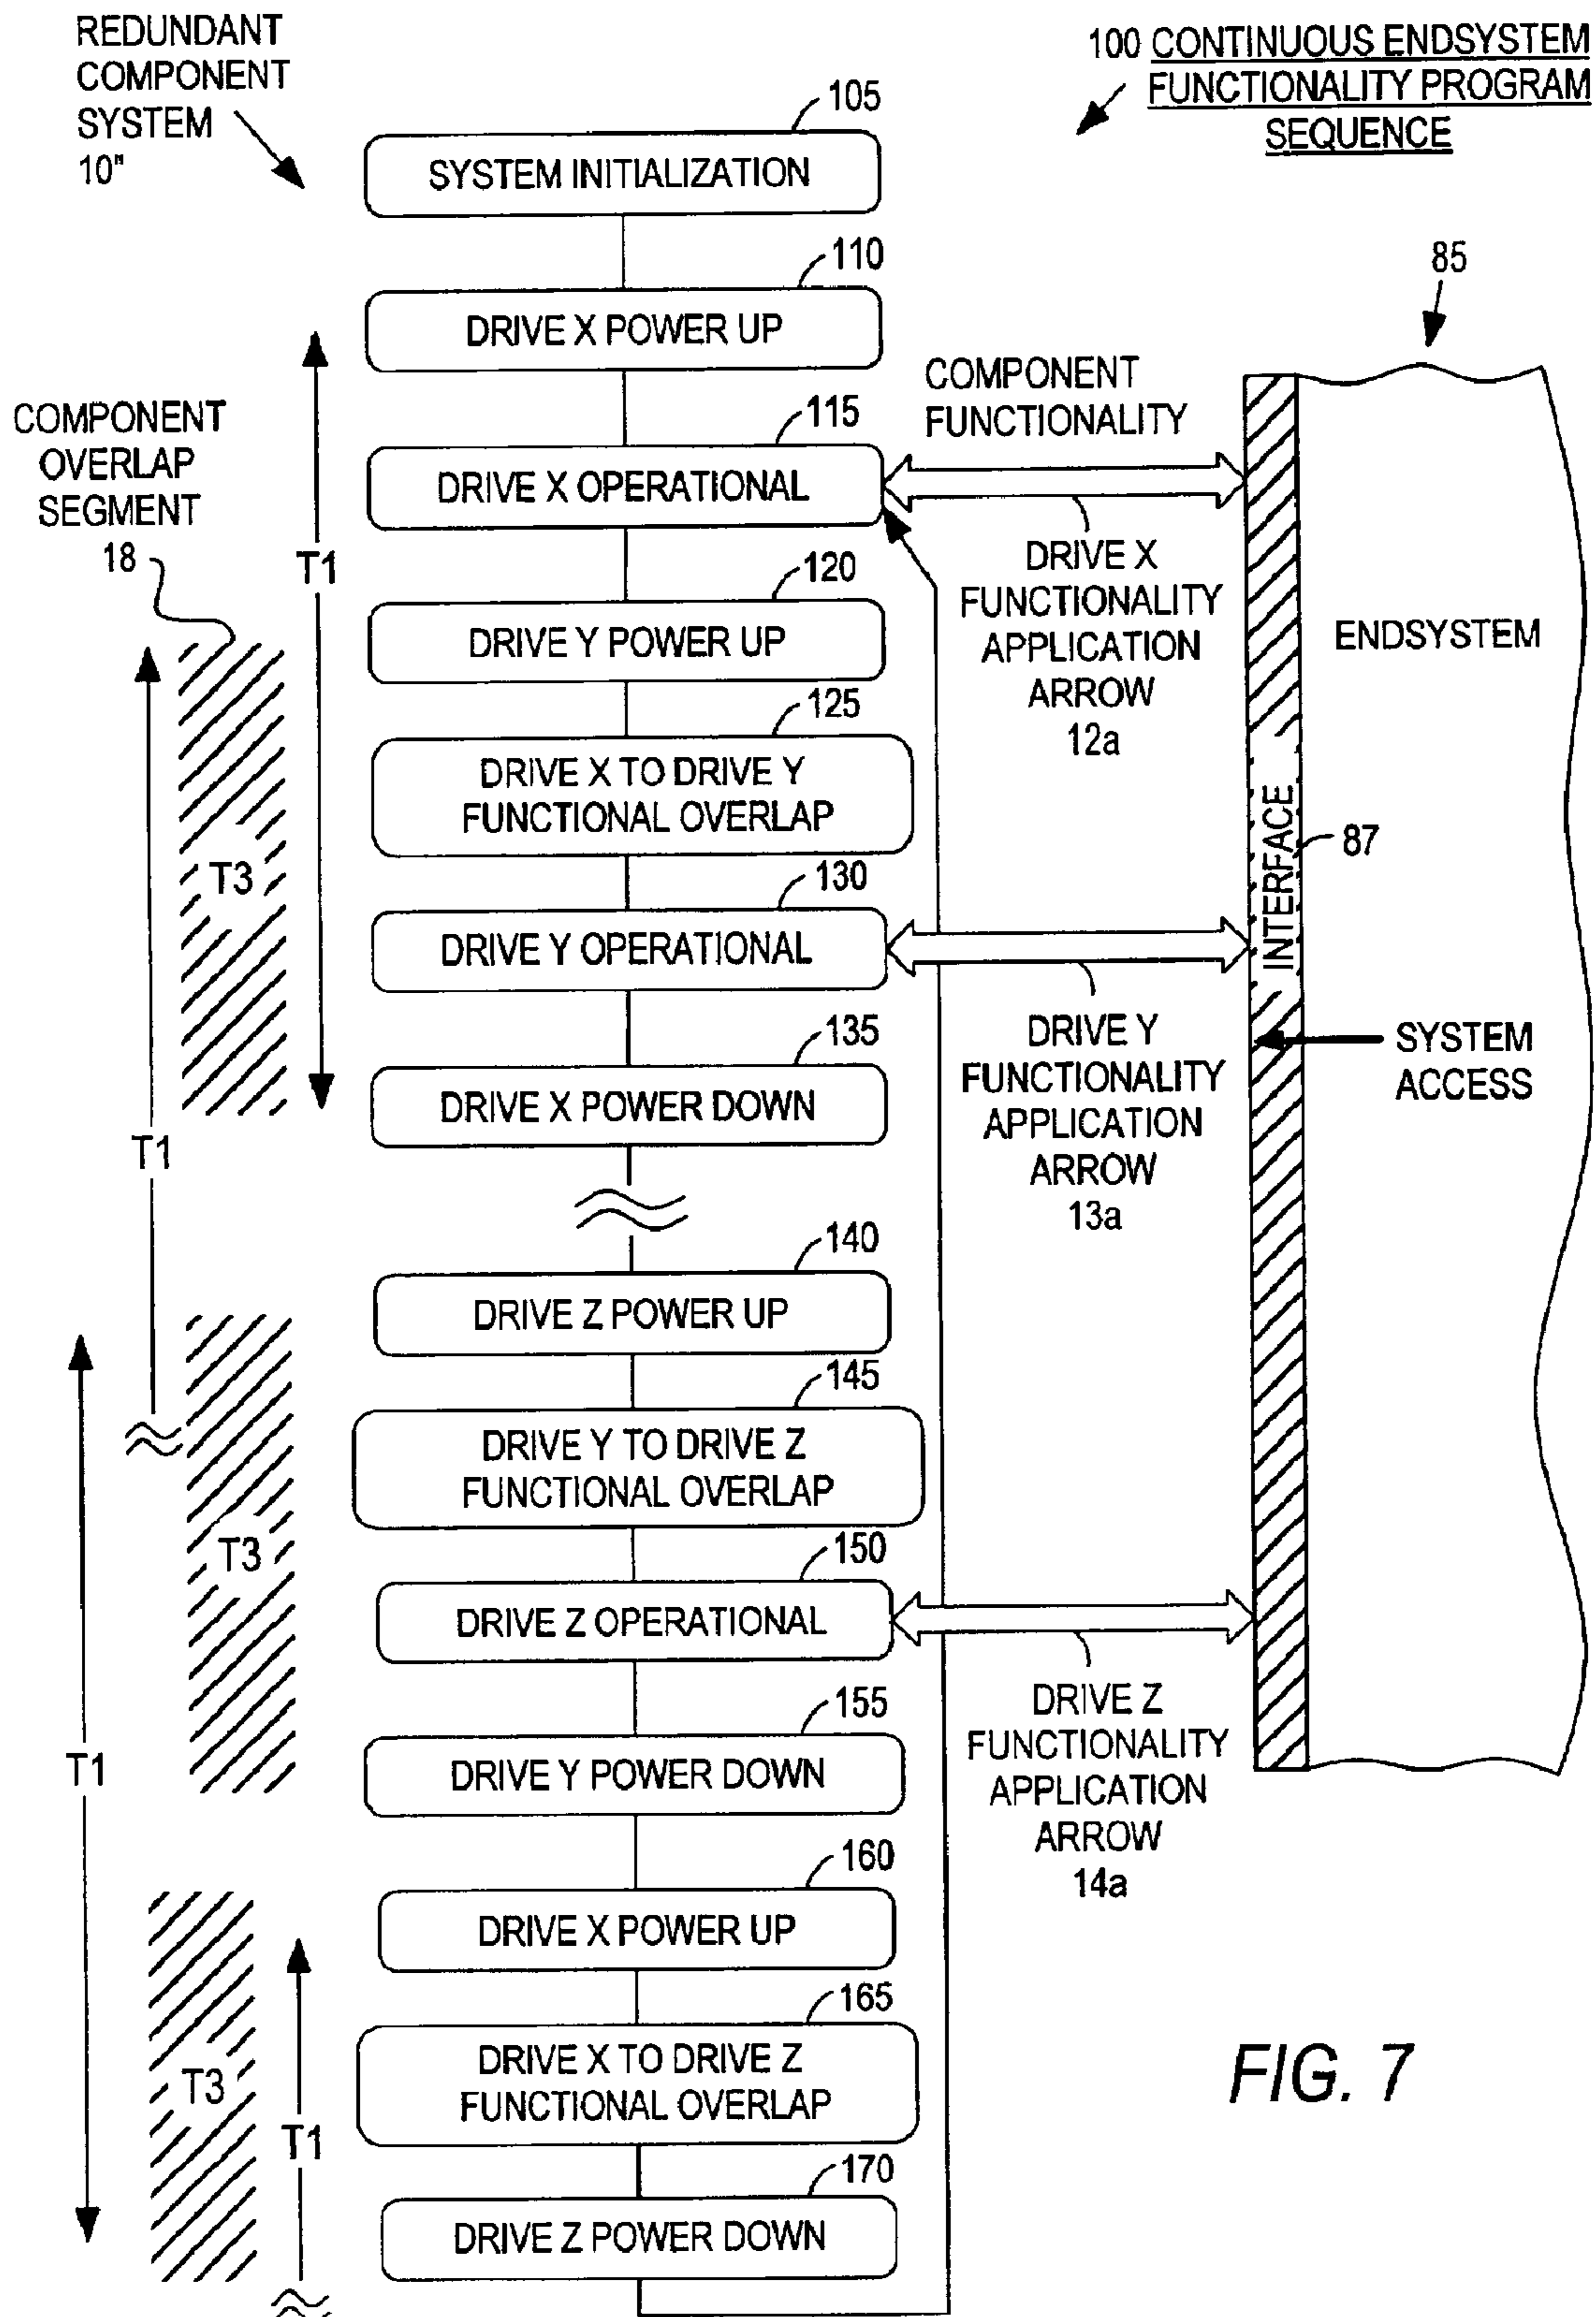 REDUNDANT
COMPONENT
SYSTEM
10"
100 CONTINUOUS ENDSYSTEM
FUNCTIONALITY PROGRAM
SEQUENCE
105
SYSTEM INITIALIZATION
110
DRIVE X POWER UP
85
COMPONENT
OVERLAP
SEGMENT
18
T1
115
DRIVE X OPERATIONAL
COMPONENT
FUNCTIONALITY
DRIVE X
FUNCTIONALITY
APPLICATION
ARROW
12a
ENDSYSTEM
120
DRIVE Y POWER UP
125
DRIVE X TO DRIVE Y
FUNCTIONAL OVERLAP
INTERFACE
87
T3
130
DRIVE Y OPERATIONAL
DRIVE Y
FUNCTIONALITY
APPLICATION
ARROW
13a
SYSTEM
ACCESS
135
DRIVE X POWER DOWN
T1
140
DRIVE Z POWER UP
145
DRIVE Y TO DRIVE Z
FUNCTIONAL OVERLAP
T3
150
DRIVE Z OPERATIONAL
DRIVE Z
FUNCTIONALITY
APPLICATION
ARROW
14a
155
DRIVE Y POWER DOWN
T1
160
DRIVE X POWER UP
165
DRIVE X TO DRIVE Z
FUNCTIONAL OVERLAP
T3
T1
170
DRIVE Z POWER DOWN
FIG. 7